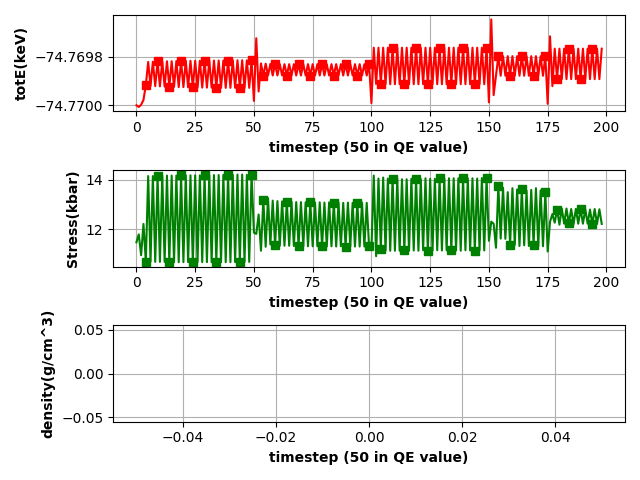 totE(keV)
−74.7698
−74.7700
0 25 50 75 100 125 150 175 200
timestep (50 in QE value)
Stress(kbar)
14
12
0 25 50 75 100 125 150 175 200
timestep (50 in QE value)
density(g/cm^3)
0.05
0.00
−0.05
−0.04 −0.02 0.00 0.02 0.04
timestep (50 in QE value)